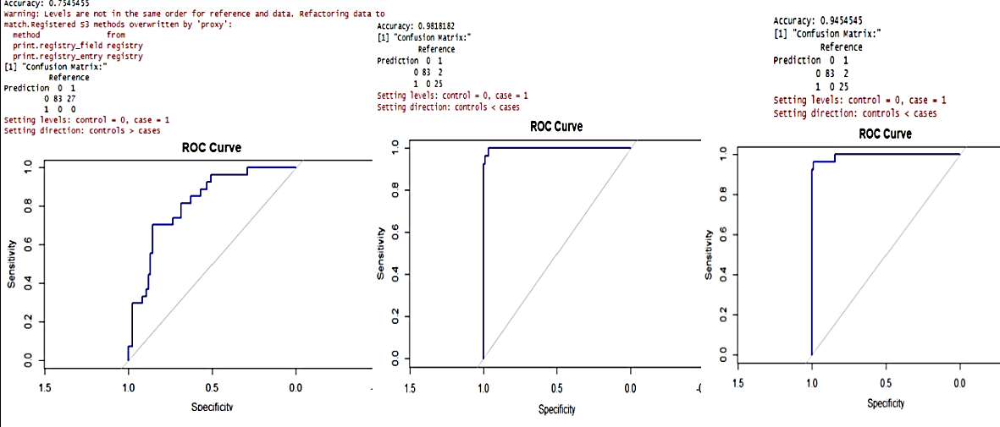 Accuracy: 0.7545455
Warning: Levels are not in the same order for reference and data. Refactoring data to
match.Registered S3 methods overwritten by 'proxy':
method from
print.registry_field registry
print.registry_entry registry
[1] "Confusion Matrix:"
Reference
Prediction 0 1
0 83 27
1 0 0
Setting levels: control = 0, case = 1
Setting direction: controls > cases
ROC Curve
Sensitivity
0.0 0.2 0.4 0.6 0.8 1.0
1.5 1.0 0.5 0.0
Specificity
Accuracy: 0.9818182
[1] "Confusion Matrix:"
Reference
Prediction 0 1
0 83 2
1 0 25
Setting levels: control = 0, case = 1
Setting direction: controls < cases
ROC Curve
Sensitivity
0.0 0.2 0.4 0.6 0.8 1.0
1.5 1.0 0.5 0.0
Specificity
Accuracy: 0.9454545
[1] "Confusion Matrix:"
Reference
Prediction 0 1
0 83 2
1 0 25
Setting levels: control = 0, case = 1
Setting direction: controls < cases
ROC Curve
Sensitivity
0.0 0.2 0.4 0.6 0.8 1.0
1.5 1.0 0.5 0.0
Specificity